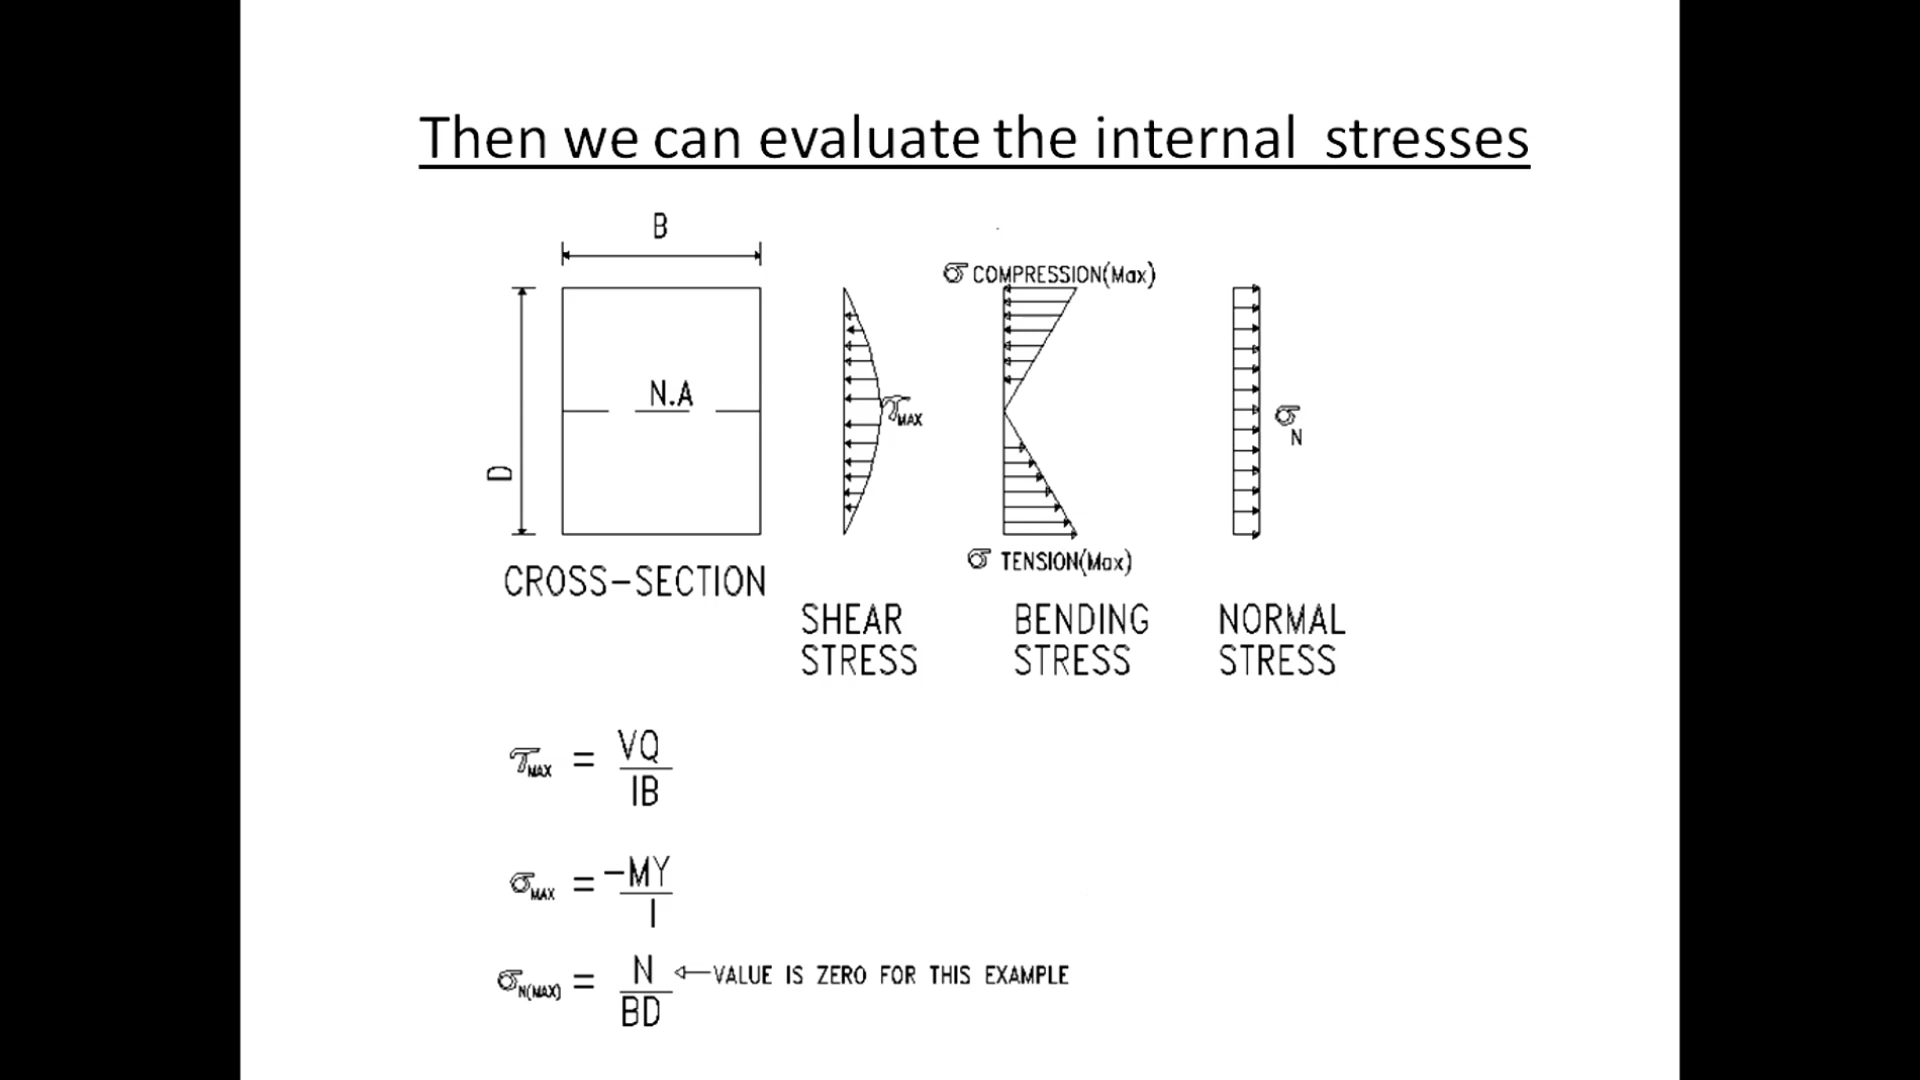 Then we can evaluate the internal stresses
B
σ COMPRESSION(Max)
N.A
τMAX
σN
D
σ TENSION(Max)
CROSS-SECTION
SHEAR STRESS
BENDING STRESS
NORMAL STRESS
τMAX = VQ/IB
σMAX = -MY/I
σN(MAX) = N/BD ←VALUE IS ZERO FOR THIS EXAMPLE